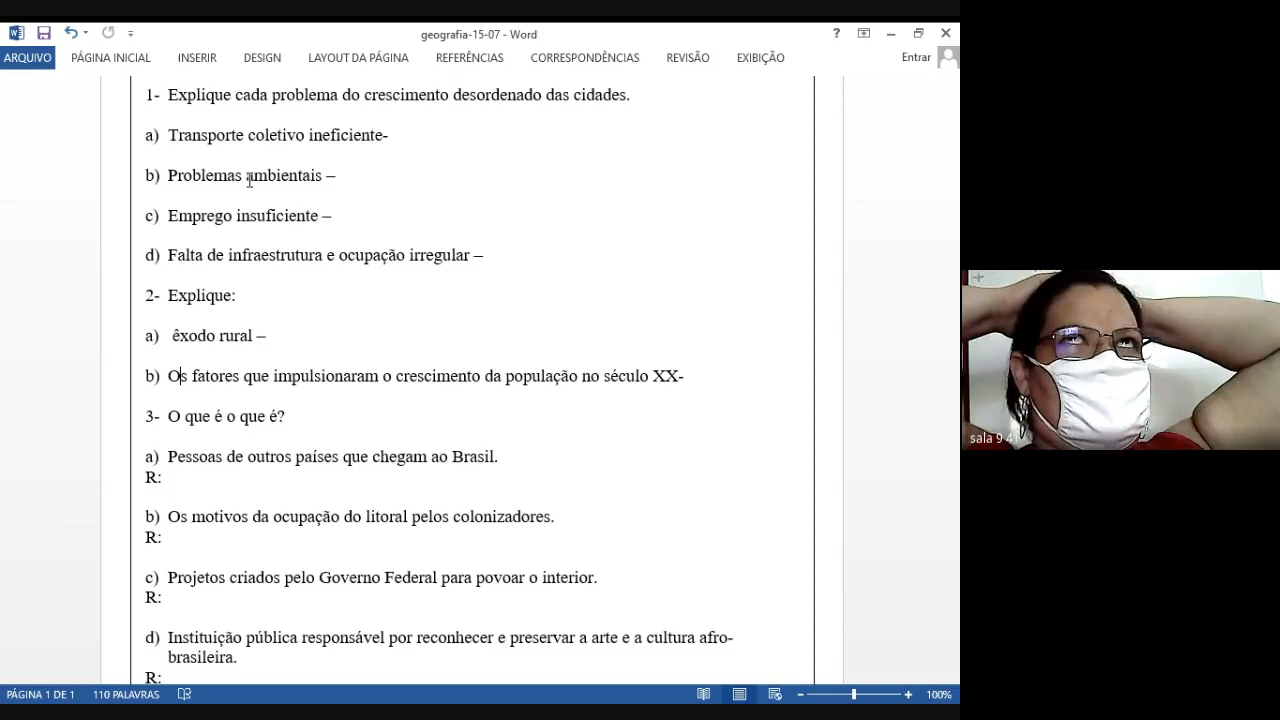 geografia-15-07 - Word
ARQUIVO PÁGINA INICIAL INSERIR DESIGN LAYOUT DA PÁGINA REFERÊNCIAS CORRESPONDÊNCIAS REVISÃO EXIBIÇÃO Entrar
1- Explique cada problema do crescimento desordenado das cidades.
a) Transporte coletivo ineficiente-
b) Problemas ambientais –
c) Emprego insuficiente –
d) Falta de infraestrutura e ocupação irregular –
2- Explique:
a) êxodo rural –
b) Os fatores que impulsionaram o crescimento da população no século XX-
3- O que é o que é?
a) Pessoas de outros países que chegam ao Brasil.
R:
b) Os motivos da ocupação do litoral pelos colonizadores.
R:
c) Projetos criados pelo Governo Federal para povoar o interior.
R:
d) Instituição pública responsável por reconhecer e preservar a arte e a cultura afro-
brasileira.
R:
PÁGINA 1 DE 1 110 PALAVRAS 100%
sala 9 41